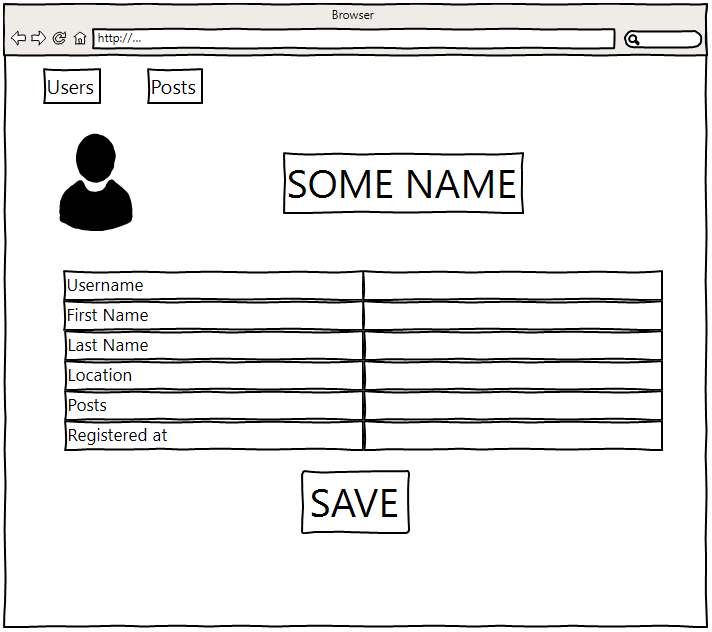 Browser
http://...
Users
Posts
SOME NAME
Username
First Name
Last Name
Location
Posts
Registered at
SAVE